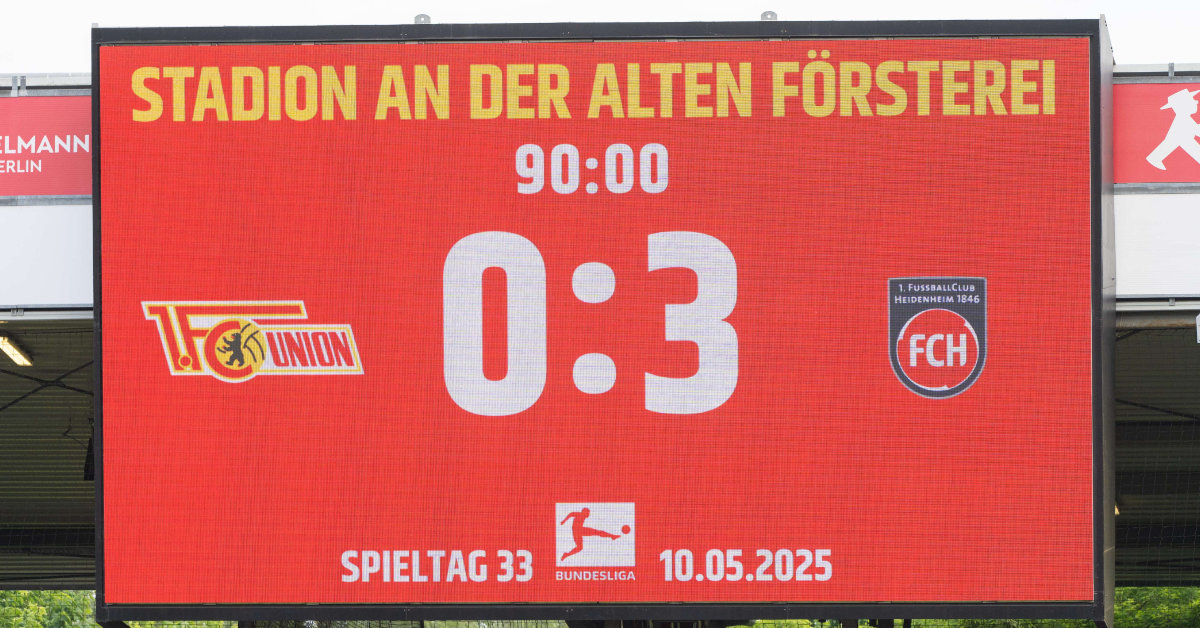 STADION AN DER ALTEN FÖRSTEREI
90:00
0:3
ELMANN
ERLIN
1.FC UNION
1. FUSSBALLCLUB
HEIDENHEIM 1846
FCH
SPIELTAG 33
BUNDESLIGA
10.05.2025